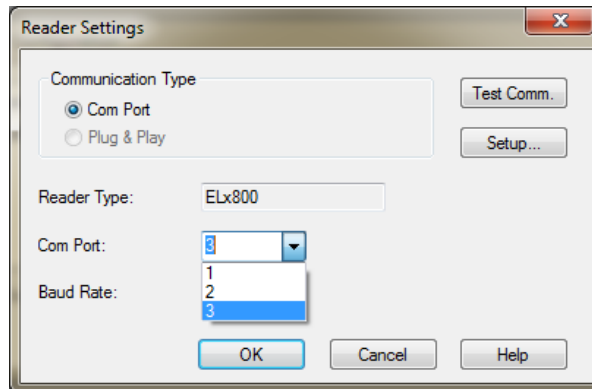 Reader Settings
Communication Type
Com Port
Plug & Play
Test Comm.
Setup...
Reader Type: ELx800
Com Port: 3
1
2
Baud Rate:
3
OK Cancel Help